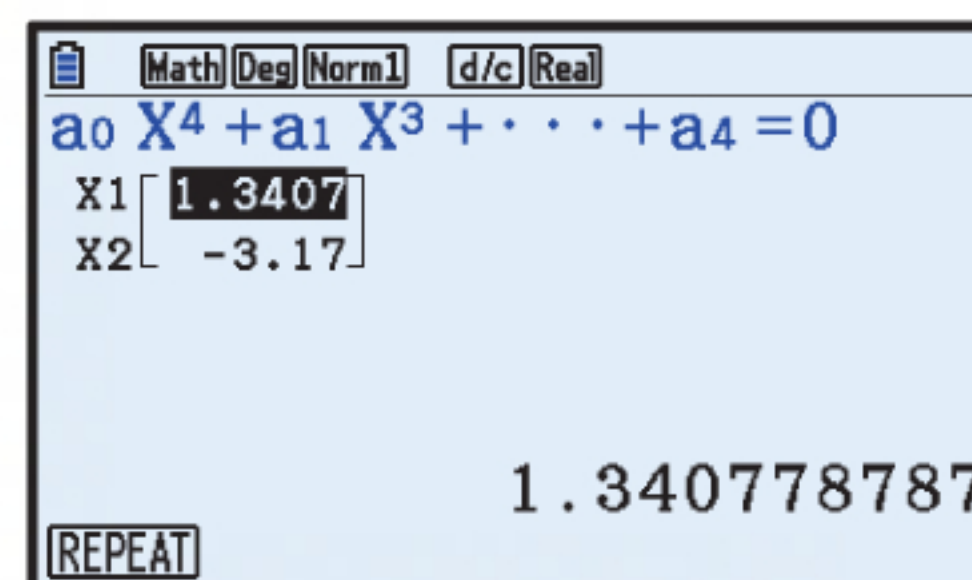 Math Deg Norm1 d/c Real
a₀ X⁴ +a₁ X³ +· · ·+a₄ =0
X1[ 1.3407]
X2[ -3.17]
1.340778787
REPEAT